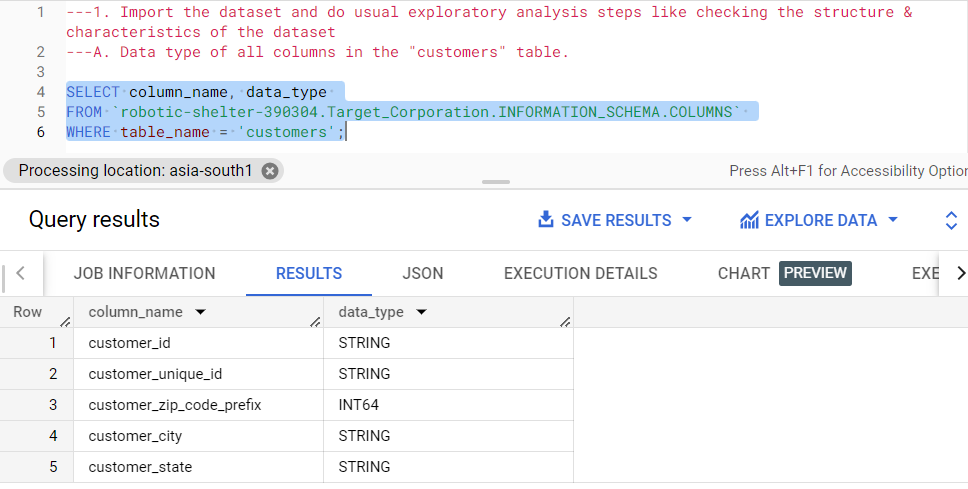 1 ---1. Import the dataset and do usual exploratory analysis steps like checking the structure &
characteristics of the dataset
2 ---A. Data type of all columns in the "customers" table.
3
4 SELECT column_name, data_type
5 FROM `robotic-shelter-390304.Target_Corporation.INFORMATION_SCHEMA.COLUMNS`
6 WHERE table_name = 'customers';
Processing location: asia-south1 Press Alt+F1 for Accessibility Option
Query results SAVE RESULTS EXPLORE DATA
JOB INFORMATION RESULTS JSON EXECUTION DETAILS CHART PREVIEW EXE
Row column_name data_type
1 customer_id STRING
2 customer_unique_id STRING
3 customer_zip_code_prefix INT64
4 customer_city STRING
5 customer_state STRING